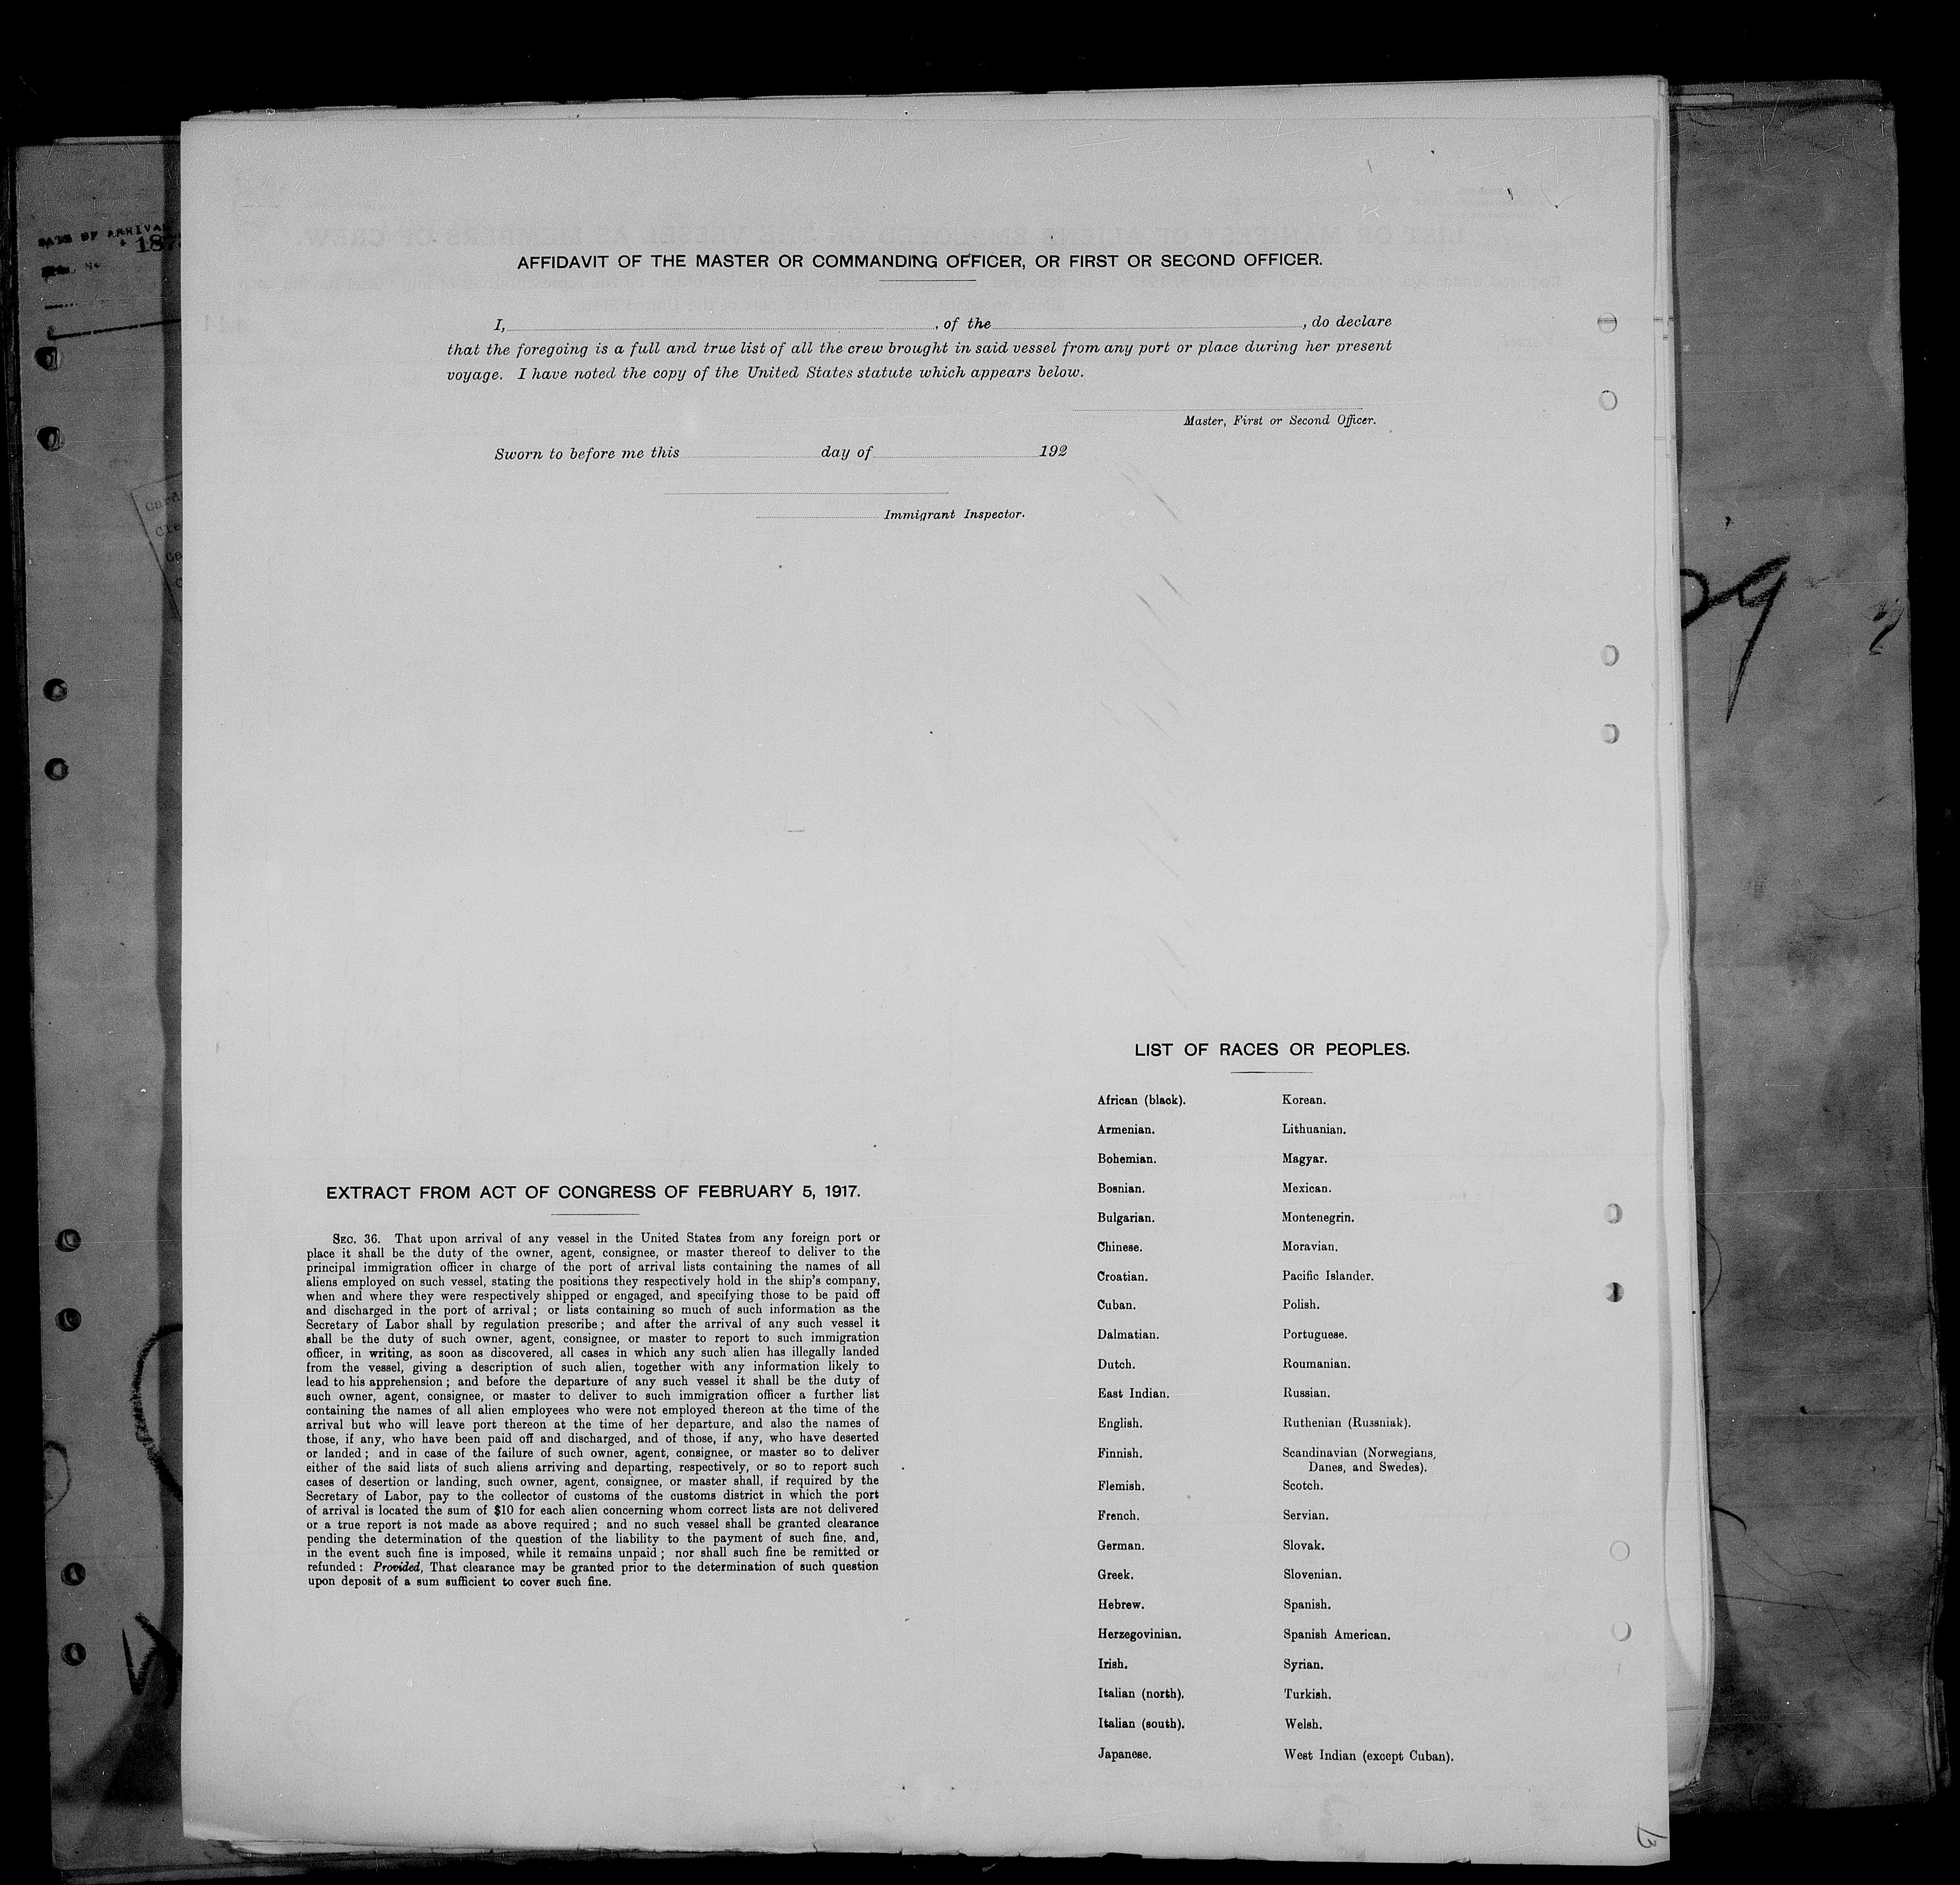 AFFIDAVIT OF THE MASTER OR COMMANDING OFFICER, OR FIRST OR SECOND OFFICER.
I, , of the , do declare
that the foregoing is a full and true list of all the crew brought in said vessel from any port or place during her present
voyage. I have noted the copy of the United States statute which appears below.
Master, First or Second Officer.
Sworn to before me this day of 192
Immigrant Inspector.
EXTRACT FROM ACT OF CONGRESS OF FEBRUARY 5, 1917.
SEC. 36. That upon arrival of any vessel in the United States from any foreign port or
place it shall be the duty of the owner, agent, consignee, or master thereof to deliver to the
principal immigration officer in charge of the port of arrival lists containing the names of all
aliens employed on such vessel, stating the positions they respectively hold in the ship's company,
when and where they were respectively shipped or engaged, and specifying those to be paid off
and discharged in the port of arrival; or lists containing so much of such information as the
Secretary of Labor shall by regulation prescribe; and after the arrival of any such vessel it
shall be the duty of such owner, agent, consignee, or master to report to such immigration
officer, in writing, as soon as discovered, all cases in which any such alien has illegally landed
from the vessel, giving a description of such alien, together with any information likely to
lead to his apprehension; and before the departure of any such vessel it shall be the duty of
such owner, agent, consignee, or master to deliver to such immigration officer a further list
containing the names of all alien employees who were not employed thereon at the time of the
arrival but who will leave port thereon at the time of her departure, and also the names of
those, if any, who have been paid off and discharged, and of those, if any, who have deserted
or landed; and in case of the failure of such owner, agent, consignee, or master so to deliver
either of the said lists of such aliens arriving and departing, respectively, or so to report such
cases of desertion or landing, such owner, agent, consignee, or master shall, if required by the
Secretary of Labor, pay to the collector of customs of the customs district in which the port
of arrival is located the sum of $10 for each alien concerning whom correct lists are not delivered
or a true report is not made as above required; and no such vessel shall be granted clearance
pending the determination of the question of the liability to the payment of such fine, and,
in the event such fine is imposed, while it remains unpaid; nor shall such fine be remitted or
refunded: Provided, That clearance may be granted prior to the determination of such question
upon deposit of a sum sufficient to cover such fine.
LIST OF RACES OR PEOPLES.
African (black).
Armenian.
Bohemian.
Bosnian.
Bulgarian.
Chinese.
Croatian.
Cuban.
Dalmatian.
Dutch.
East Indian.
English.
Finnish.
Flemish.
French.
German.
Greek.
Hebrew.
Herzegovinian.
Irish.
Italian (north).
Italian (south).
Japanese.
Korean.
Lithuanian.
Magyar.
Mexican.
Montenegrin.
Moravian.
Pacific Islander.
Polish.
Portuguese.
Roumanian.
Russian.
Ruthenian (Russniak).
Scandinavian (Norwegians,
Danes, and Swedes).
Scotch.
Servian.
Slovak.
Slovenian.
Spanish.
Spanish American.
Syrian.
Turkish.
Welsh.
West Indian (except Cuban).